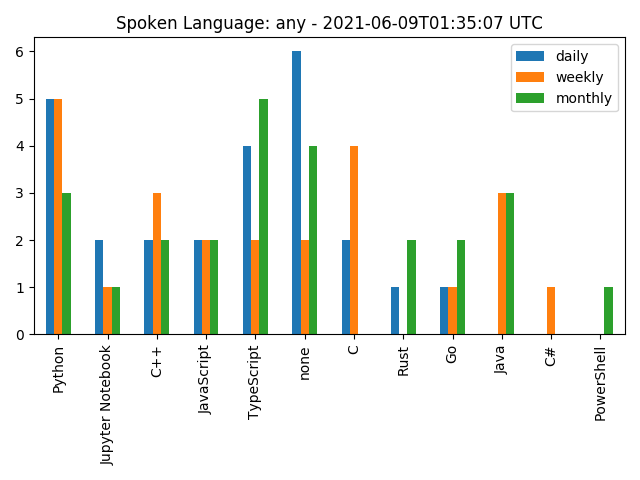 Spoken Language: any - 2021-06-09T01:35:07 UTC
6
5
4
3
2
1
0
daily
weekly
monthly
Python
Jupyter Notebook
C++
JavaScript
TypeScript
none
C
Rust
Go
Java
C#
PowerShell